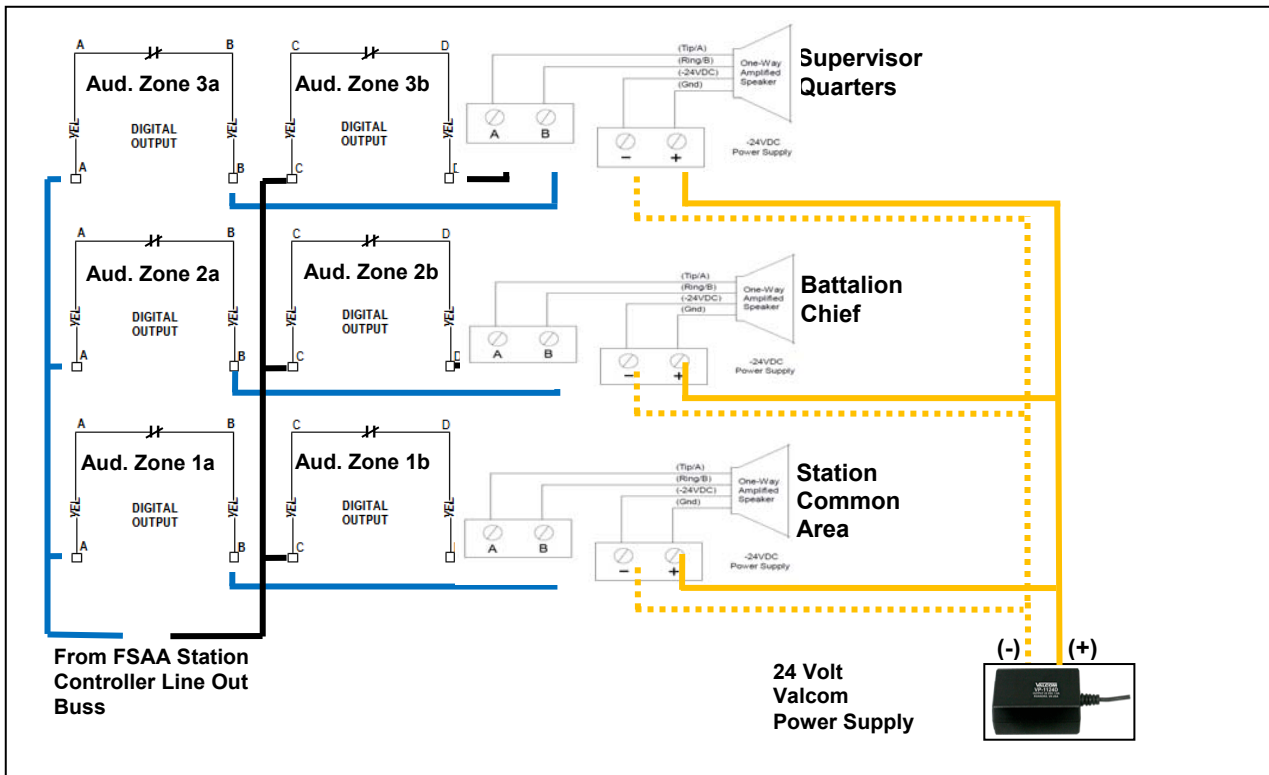 A B C D
Aud. Zone 3a
Aud. Zone 3b
YEL YEL YEL YEL
DIGITAL
OUTPUT
DIGITAL
OUTPUT
A B C D
(Tip/A)
(Ring/B)
(-24VDC)
(Gnd)
One-Way
Amplified
Speaker
A B
- +
-24VDC
Power Supply
Supervisor
Quarters
A B C D
Aud. Zone 2a
Aud. Zone 2b
YEL YEL YEL YEL
DIGITAL
OUTPUT
DIGITAL
OUTPUT
A B C D
(Tip/A)
(Ring/B)
(-24VDC)
(Gnd)
One-Way
Amplified
Speaker
A B
- +
-24VDC
Power Supply
Battalion
Chief
A B C D
Aud. Zone 1a
Aud. Zone 1b
YEL YEL YEL YEL
DIGITAL
OUTPUT
DIGITAL
OUTPUT
A B C
(Tip/A)
(Ring/B)
(-24VDC)
(Gnd)
One-Way
Amplified
Speaker
A B
- +
-24VDC
Power Supply
Station
Common
Area
From FSAA Station
Controller Line Out
Buss
(-) (+)
24 Volt
Valcom
Power Supply
VALCOM
VP-1124D